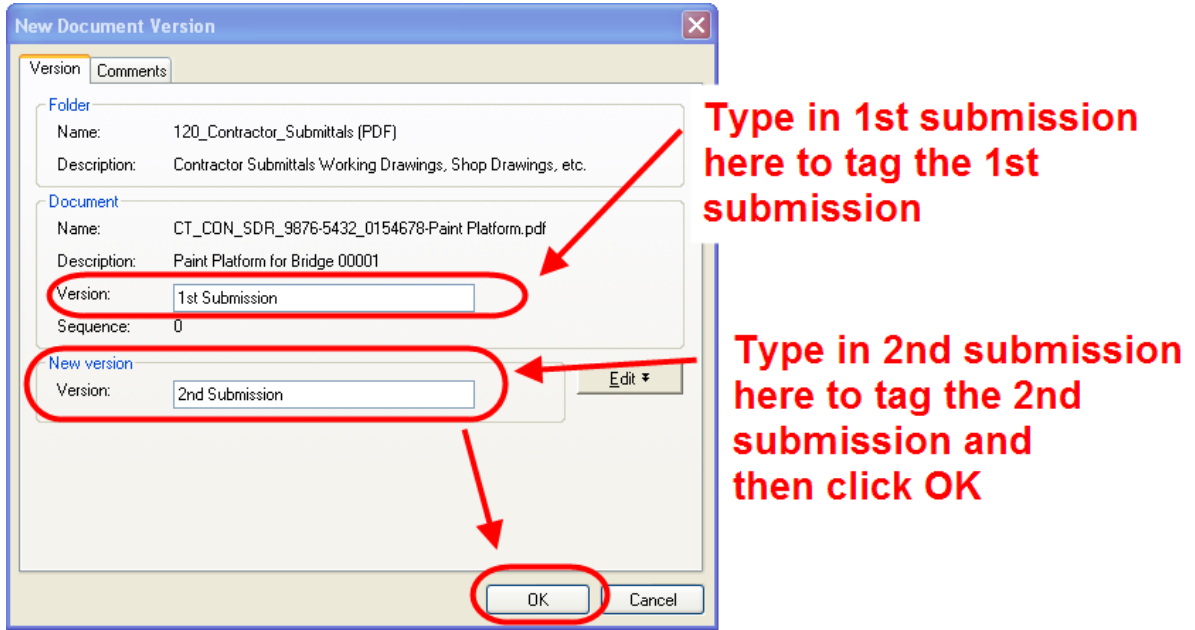 New Document Version
Version Comments
Folder
Name: 120_Contractor_Submittals (PDF)
Description: Contractor Submittals Working Drawings, Shop Drawings, etc.
Document
Name: CT_CON_SDR_9876-5432_0154678-Paint Platform.pdf
Description: Paint Platform for Bridge 00001
Version: 1st Submission
Sequence: 0
New version
Version: 2nd Submission
Edit
OK Cancel
Type in 1st submission
here to tag the 1st
submission
Type in 2nd submission
here to tag the 2nd
submission and
then click OK